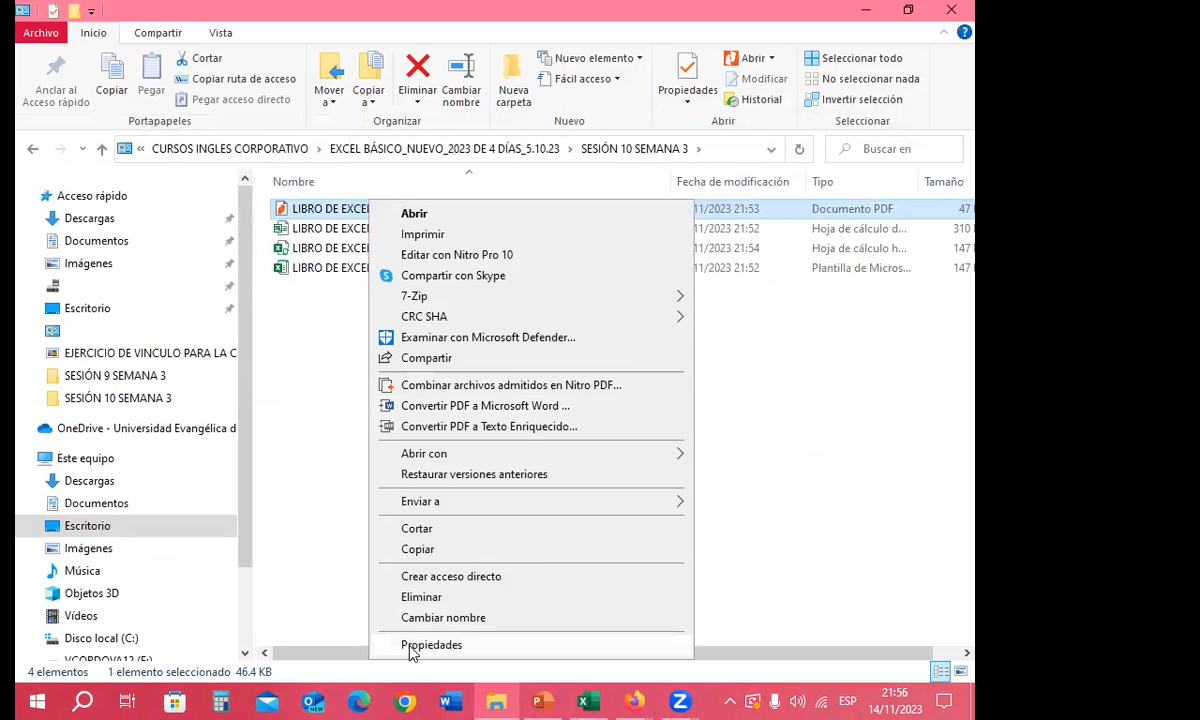 Archivo Inicio Compartir Vista
Anclar al Acceso rápido
Copiar
Pegar
Cortar
Copiar ruta de acceso
Pegar acceso directo
Mover a
Copiar a
Eliminar
Cambiar nombre
Nueva carpeta
Nuevo elemento
Fácil acceso
Propiedades
Abrir
Modificar
Historial
Seleccionar todo
No seleccionar nada
Invertir selección
Portapapeles Organizar Nuevo Abrir Seleccionar
« CURSOS INGLES CORPORATIVO > EXCEL BÁSICO_NUEVO_2023 DE 4 DÍAS_5.10.23 > SESIÓN 10 SEMANA 3 >
Buscar en
Nombre Fecha de modificación Tipo Tamaño
LIBRO DE EXCE 11/2023 21:53 Documento PDF 47
LIBRO DE EXCE 11/2023 21:52 Hoja de cálculo d... 310
LIBRO DE EXCE 11/2023 21:54 Hoja de cálculo h... 147
LIBRO DE EXCE 11/2023 21:52 Plantilla de Micros... 147
Acceso rápido
Descargas
Documentos
Imágenes
Escritorio
EJERCICIO DE VINCULO PARA LA C
SESIÓN 9 SEMANA 3
SESIÓN 10 SEMANA 3
OneDrive - Universidad Evangélica d
Este equipo
Descargas
Documentos
Escritorio
Imágenes
Música
Objetos 3D
Vídeos
Disco local (C:)
VCORDOVA12 (E:)
Abrir
Imprimir
Editar con Nitro Pro 10
Compartir con Skype
7-Zip
CRC SHA
Examinar con Microsoft Defender...
Compartir
Combinar archivos admitidos en Nitro PDF...
Convertir PDF a Microsoft Word ...
Convertir PDF a Texto Enriquecido...
Abrir con
Restaurar versiones anteriores
Enviar a
Cortar
Copiar
Crear acceso directo
Eliminar
Cambiar nombre
Propiedades
4 elementos 1 elemento seleccionado 46.4 KB
ESP
21:56
14/11/2023